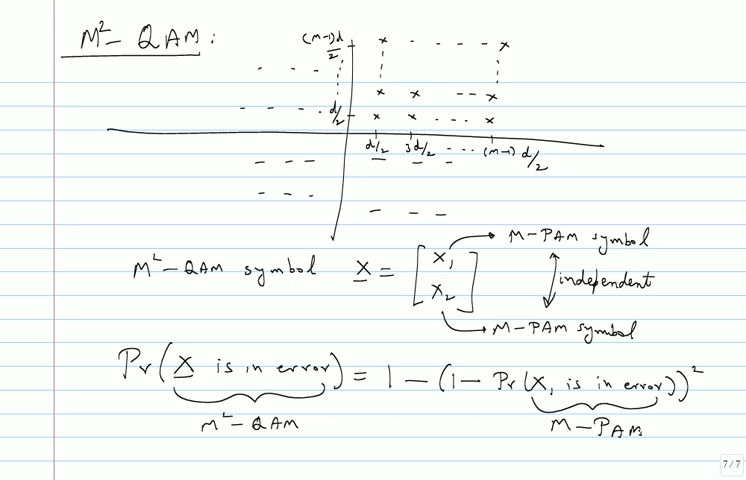 M²-QAM:
(M-1)d/2
d/2
d/2 3d/2 - ... (M-1)d/2
M²-QAM symbol X = [X₁ X₂]
M-PAM symbol
independent
M-PAM symbol
Pr(X is in error) = 1 - (1 - Pr(X₁ is in error))²
M²-QAM
M-PAM
7/7